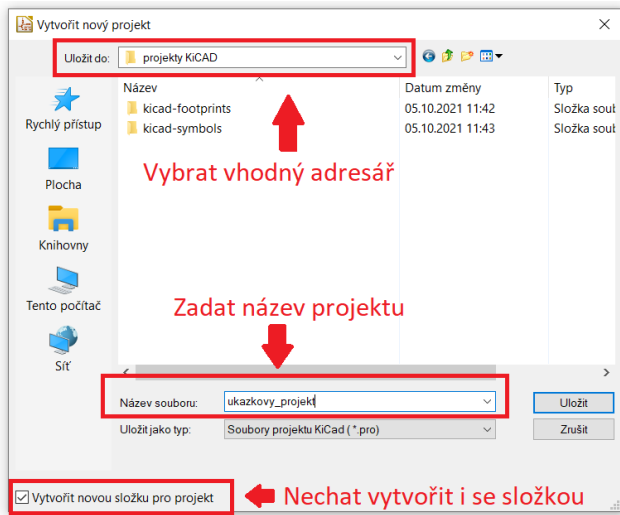 Vytvořit nový projekt
Uložit do: projekty KiCAD
Název Datum změny Typ
kicad-footprints 05.10.2021 11:42 Složka soub
kicad-symbols 05.10.2021 11:43 Složka soub
Rychlý přístup
Vybrat vhodný adresář
Plocha
Knihovny
Tento počítač
Zadat název projektu
Síť
Název souboru: ukazkovy_projekt Uložit
Uložit jako typ: Soubory projektu KiCad (*.pro) Zrušit
Vytvořit novou složku pro projekt Nechat vytvořit i se složkou